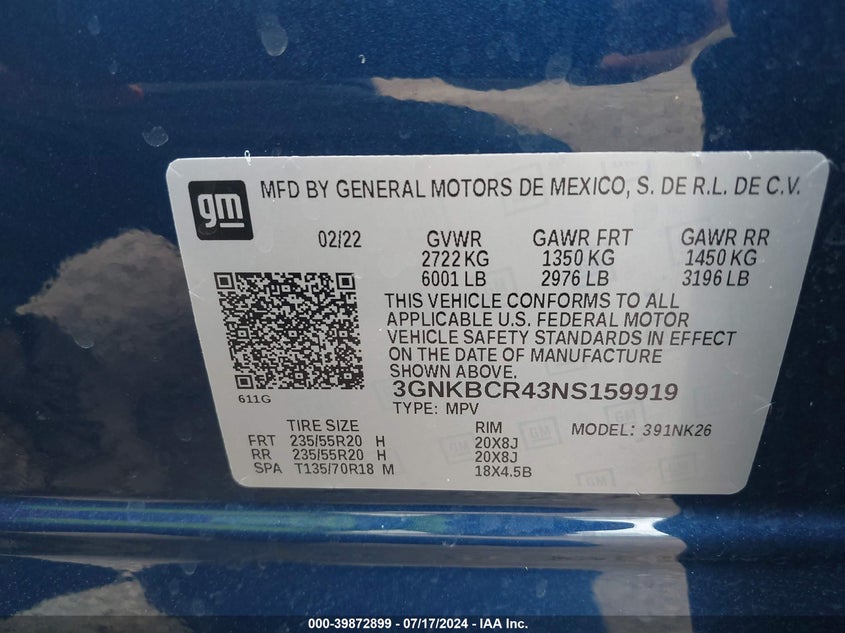 gm
MFD BY GENERAL MOTORS DE MEXICO, S. DE R.L. DE C.V.
02/22 GVWR GAWR FRT GAWR RR
2722 KG 1350 KG 1450 KG
6001 LB 2976 LB 3196 LB
THIS VEHICLE CONFORMS TO ALL
APPLICABLE U.S. FEDERAL MOTOR
VEHICLE SAFETY STANDARDS IN EFFECT
ON THE DATE OF MANUFACTURE
SHOWN ABOVE.
3GNKBCR43NS159919
611G
TYPE: MPV
TIRE SIZE RIM MODEL: 391NK26
FRT 235/55R20 H 20X8J
RR 235/55R20 H 20X8J
SPA T135/70R18 M 18X4.5B
000-39872899 - 07/17/2024 - IAA Inc.